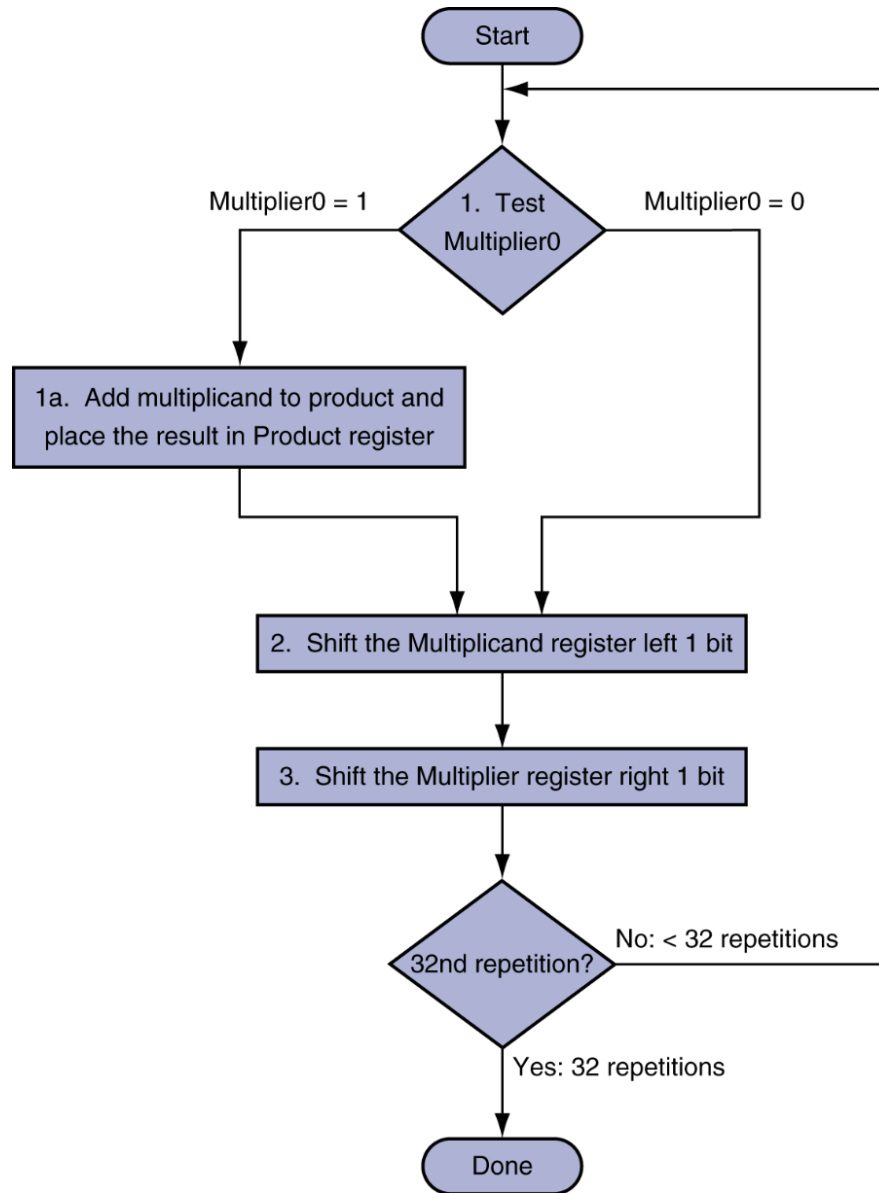 Start
Multiplier0 = 1
1. Test
Multiplier0
Multiplier0 = 0
1a. Add multiplicand to product and
place the result in Product register
2. Shift the Multiplicand register left 1 bit
3. Shift the Multiplier register right 1 bit
32nd repetition?
No: < 32 repetitions
Yes: 32 repetitions
Done